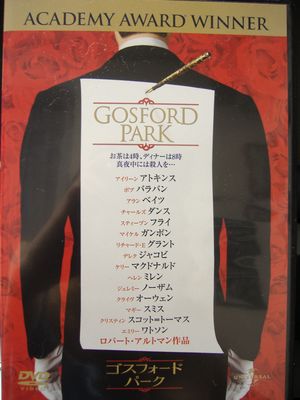 ACADEMY AWARD WINNER
GOSFORD
PARK
お茶は4時、ディナーは8時
真夜中には殺人を…
アイリーン アトキンス
ボブ バラバン
アラン ベイツ
チャールズ ダンス
スティーブン フライ
マイケル ガンボン
リチャード・E グラント
デレク ジャコビ
ケリー マクドナルド
ヘレン ミレン
ジェレミー ノーザム
クライヴ オーウェン
マギー スミス
クリスティン スコット=トーマス
エミリー ワトソン
ロバート・アルトマン作品
ゴスフォード
パーク
DVD
VIDEO
UNIVERSAL